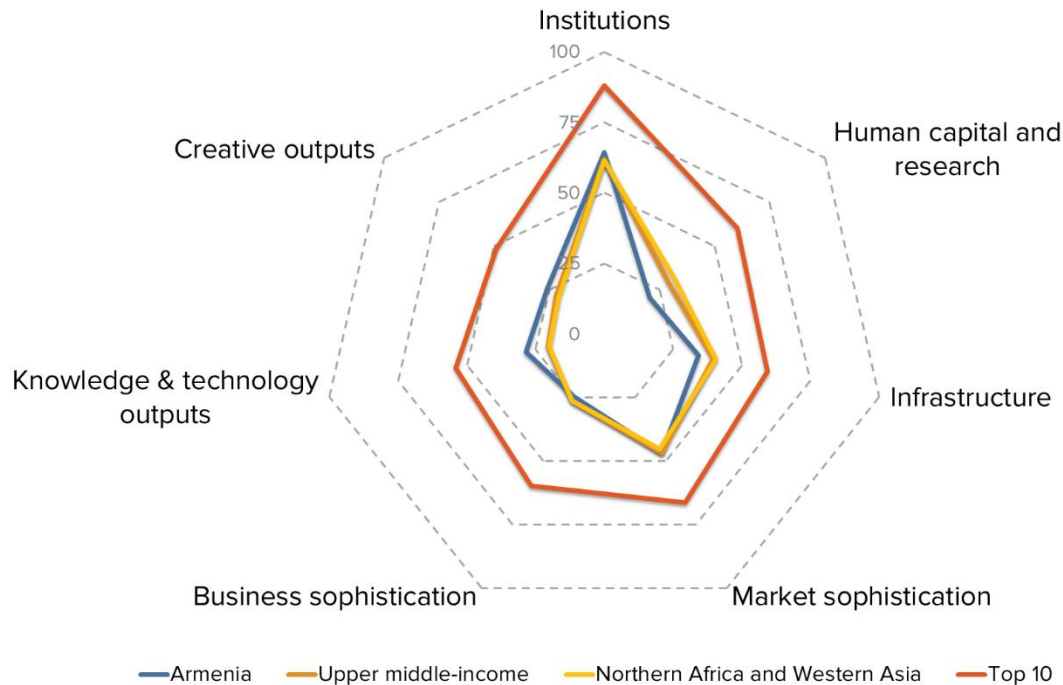 Institutions
100
75
50
25
0
Human capital and
research
Infrastructure
Market sophistication
Business sophistication
Knowledge & technology
outputs
Creative outputs
Armenia
Upper middle-income
Northern Africa and Western Asia
Top 10